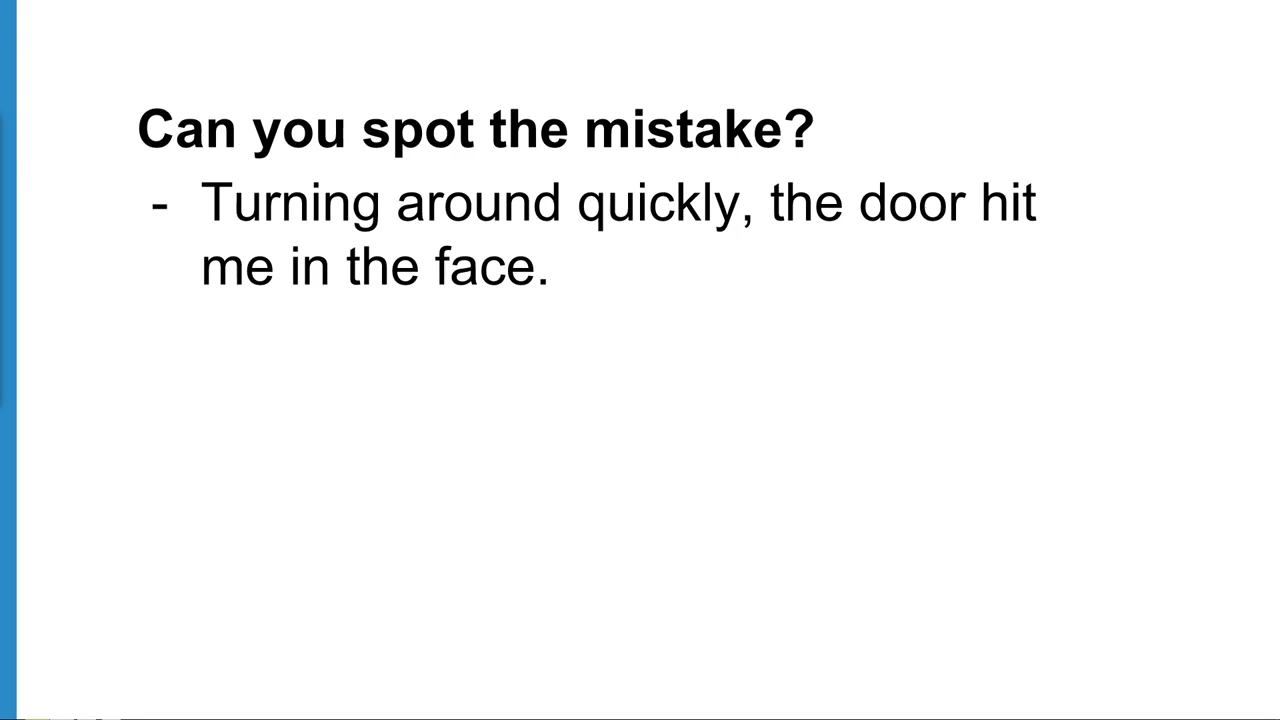 Can you spot the mistake?
- Turning around quickly, the door hit
me in the face.